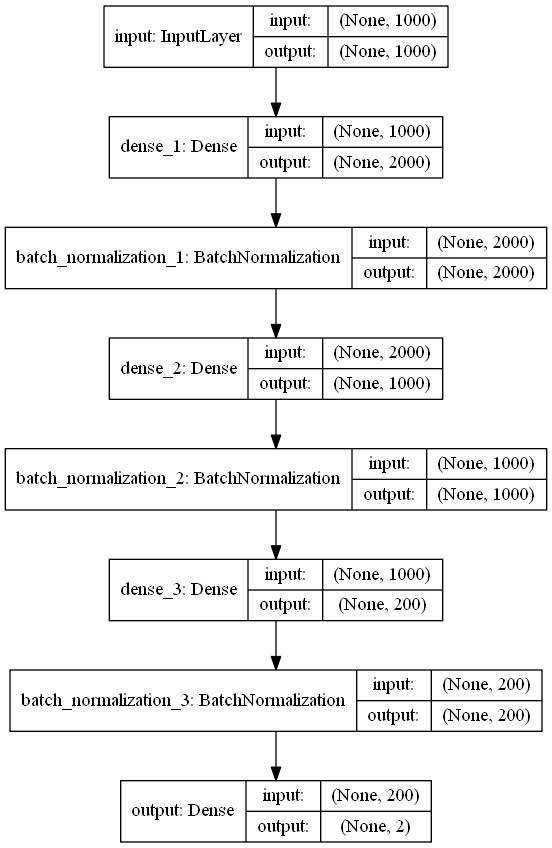 input: InputLayer
input: (None, 1000)
output: (None, 1000)
dense_1: Dense
input: (None, 1000)
output: (None, 2000)
batch_normalization_1: BatchNormalization
input: (None, 2000)
output: (None, 2000)
dense_2: Dense
input: (None, 2000)
output: (None, 1000)
batch_normalization_2: BatchNormalization
input: (None, 1000)
output: (None, 1000)
dense_3: Dense
input: (None, 1000)
output: (None, 200)
batch_normalization_3: BatchNormalization
input: (None, 200)
output: (None, 200)
output: Dense
input: (None, 200)
output: (None, 2)